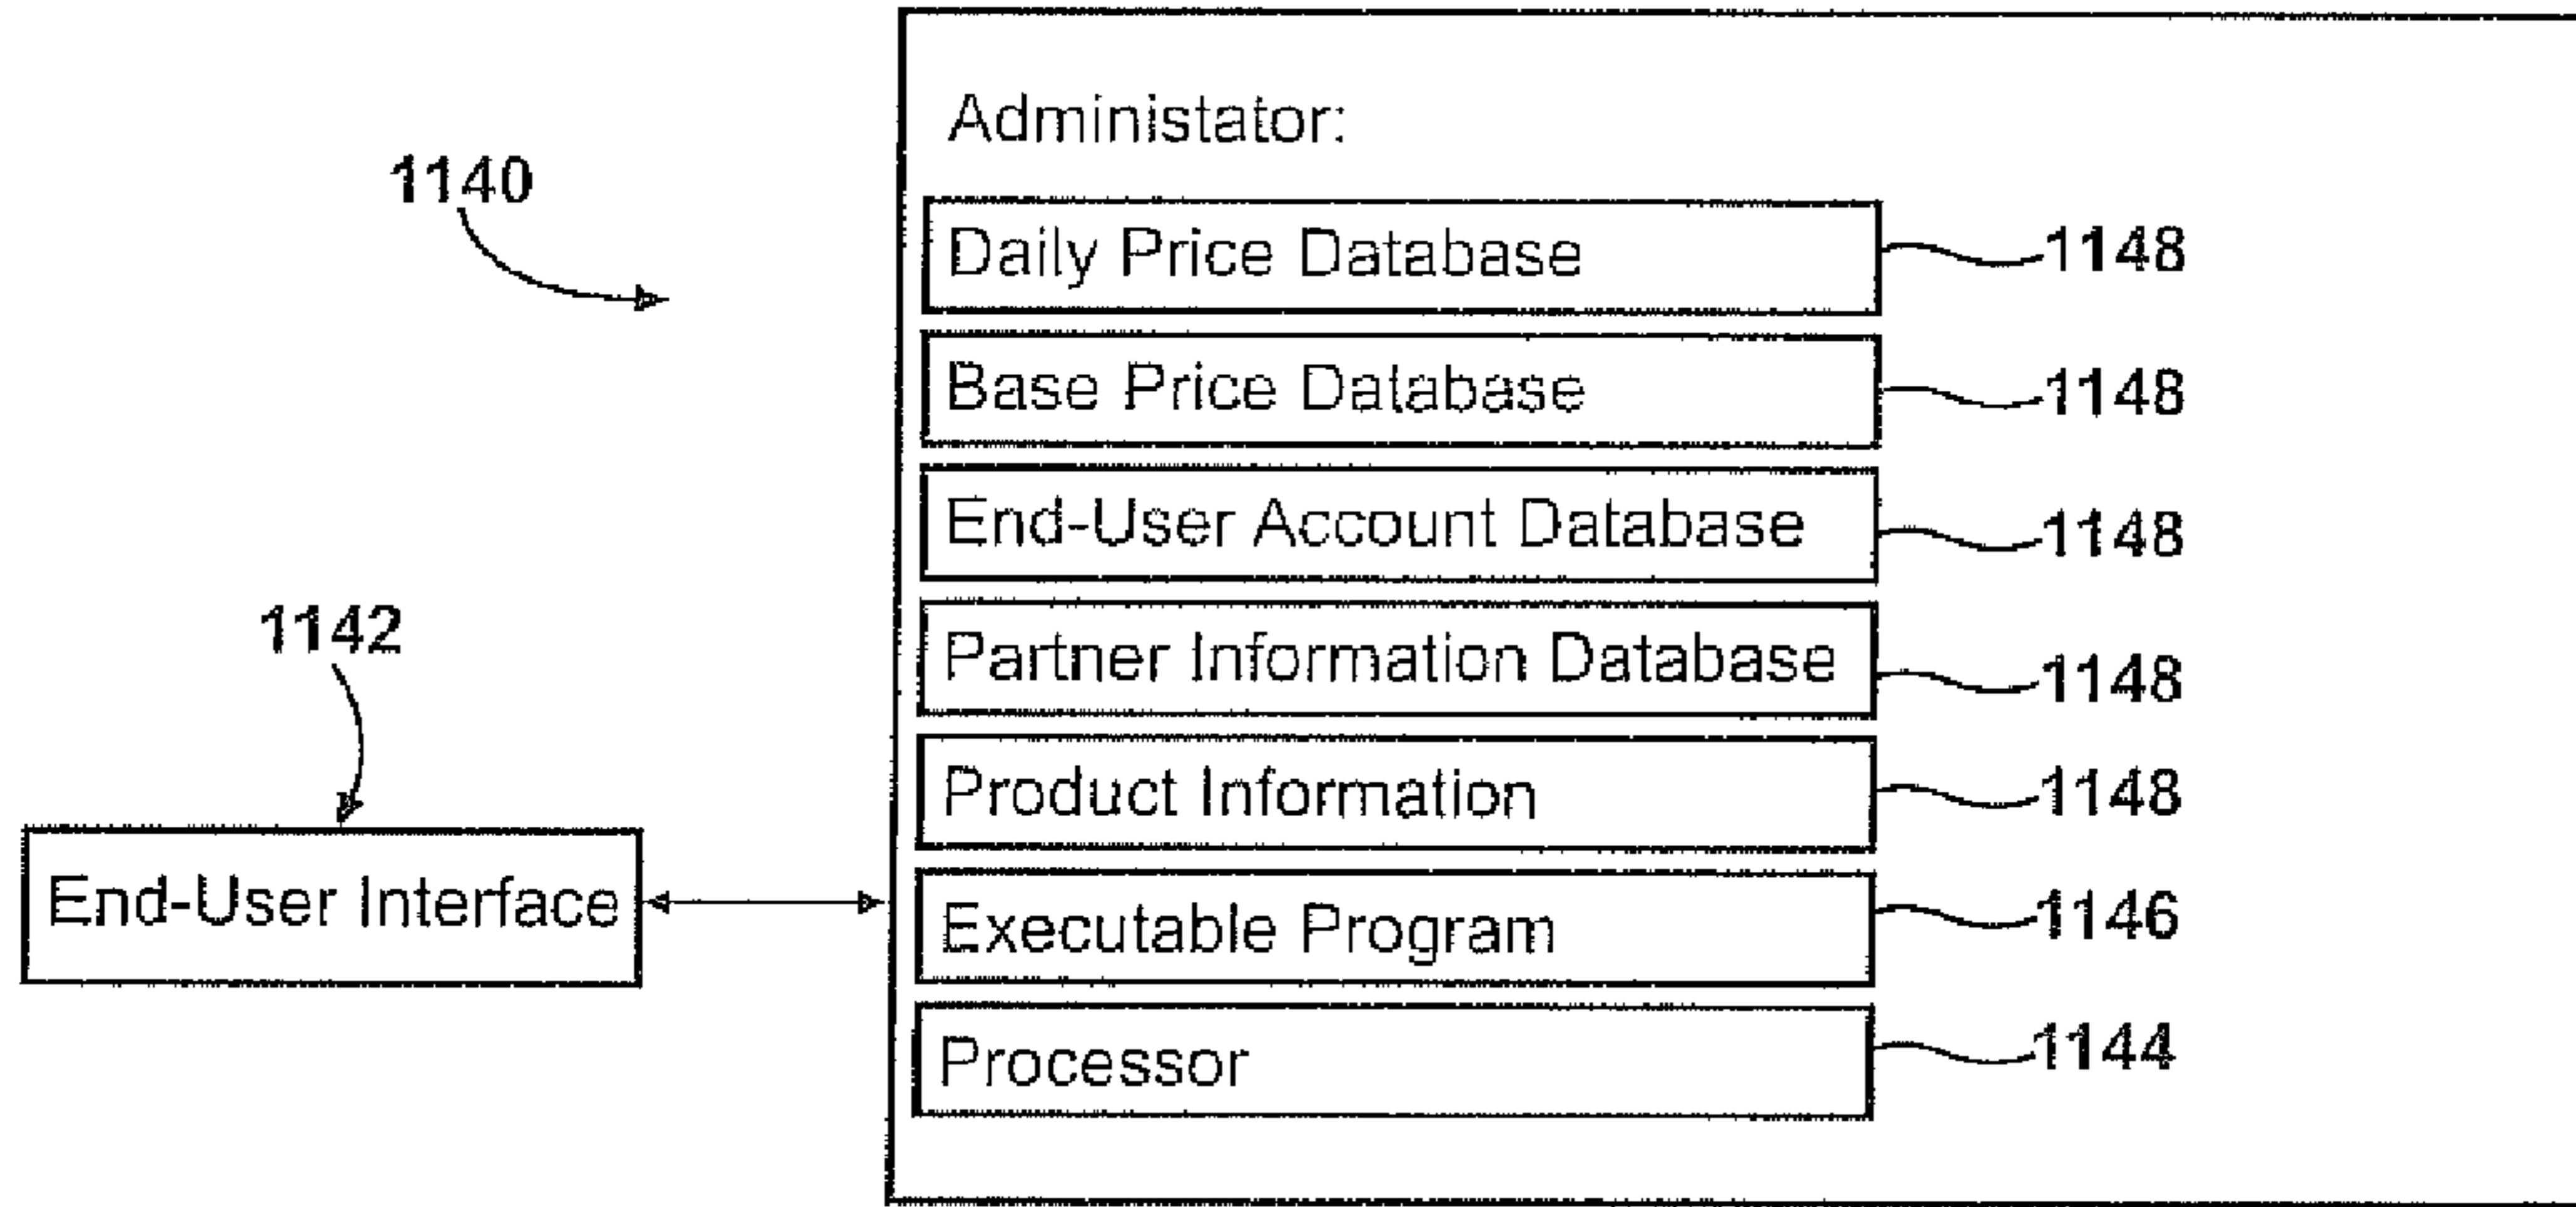 Administator:
1140
Daily Price Database 1148
Base Price Database 1148
End-User Account Database 1148
1142
Partner Information Database 1148
Product Information 1148
End-User Interface
Executable Program 1146
Processor 1144